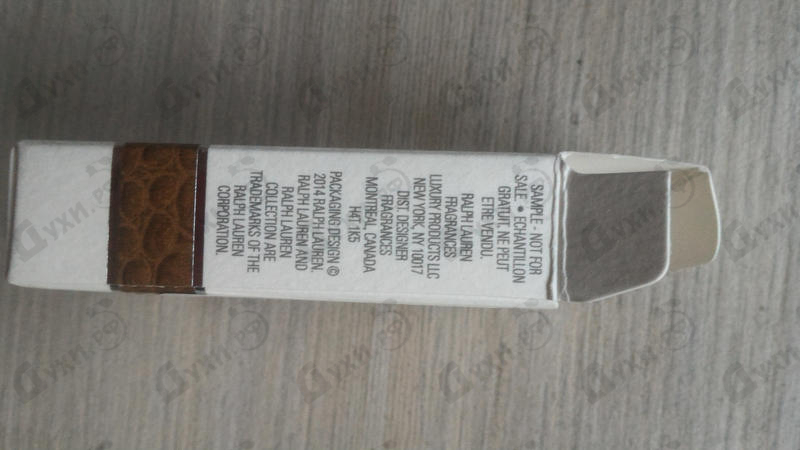 SAMPLE - NOT FOR
SALE • ECHANTILLON
GRATUIT. NE PEUT
ETRE VENDU.
RALPH LAUREN
FRAGRANCES
LUXURY PRODUCTS LLC
NEW YORK, NY 10017
DIST. DESIGNER
FRAGRANCES
MONTREAL, CANADA
H4T 1K5
PACKAGING DESIGN ©
2014 RALPH LAUREN.
RALPH LAUREN AND
RALPH LAUREN
COLLECTION ARE
TRADEMARKS OF THE
RALPH LAUREN
CORPORATION.
Духи.рф